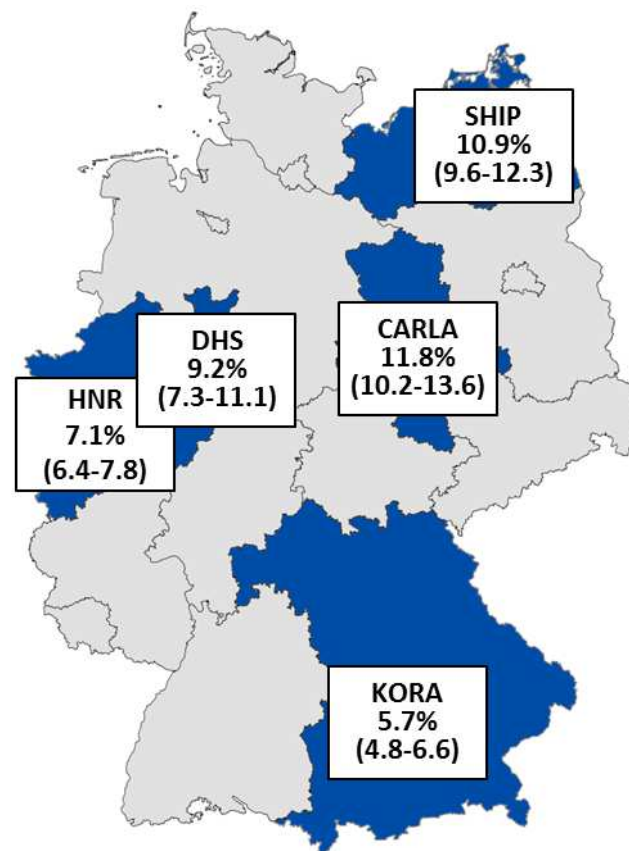 SHIP
10.9%
(9.6-12.3)
CARLA
11.8%
(10.2-13.6)
DHS
9.2%
(7.3-11.1)
HNR
7.1%
(6.4-7.8)
KORA
5.7%
(4.8-6.6)